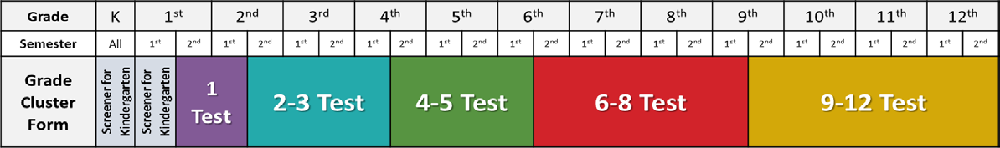 Grade K 1st 2nd 3rd 4th 5th 6th 7th 8th 9th 10th 11th 12th
Semester All 1st 2nd 1st 2nd 1st 2nd 1st 2nd 1st 2nd 1st 2nd 1st 2nd 1st 2nd 1st 2nd 1st 2nd 1st 2nd 1st 2nd
Grade
Cluster
Form
Screener for
Kindergarten
Screener for
Kindergarten
1
Test
2-3 Test
4-5 Test
6-8 Test
9-12 Test